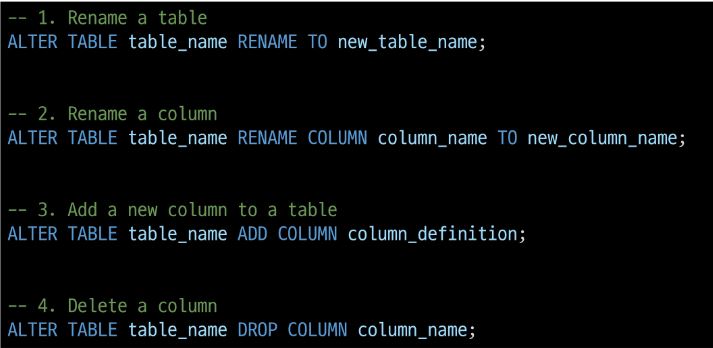 -- 1. Rename a table
ALTER TABLE table_name RENAME TO new_table_name;
-- 2. Rename a column
ALTER TABLE table_name RENAME COLUMN column_name TO new_column_name;
-- 3. Add a new column to a table
ALTER TABLE table_name ADD COLUMN column_definition;
-- 4. Delete a column
ALTER TABLE table_name DROP COLUMN column_name;